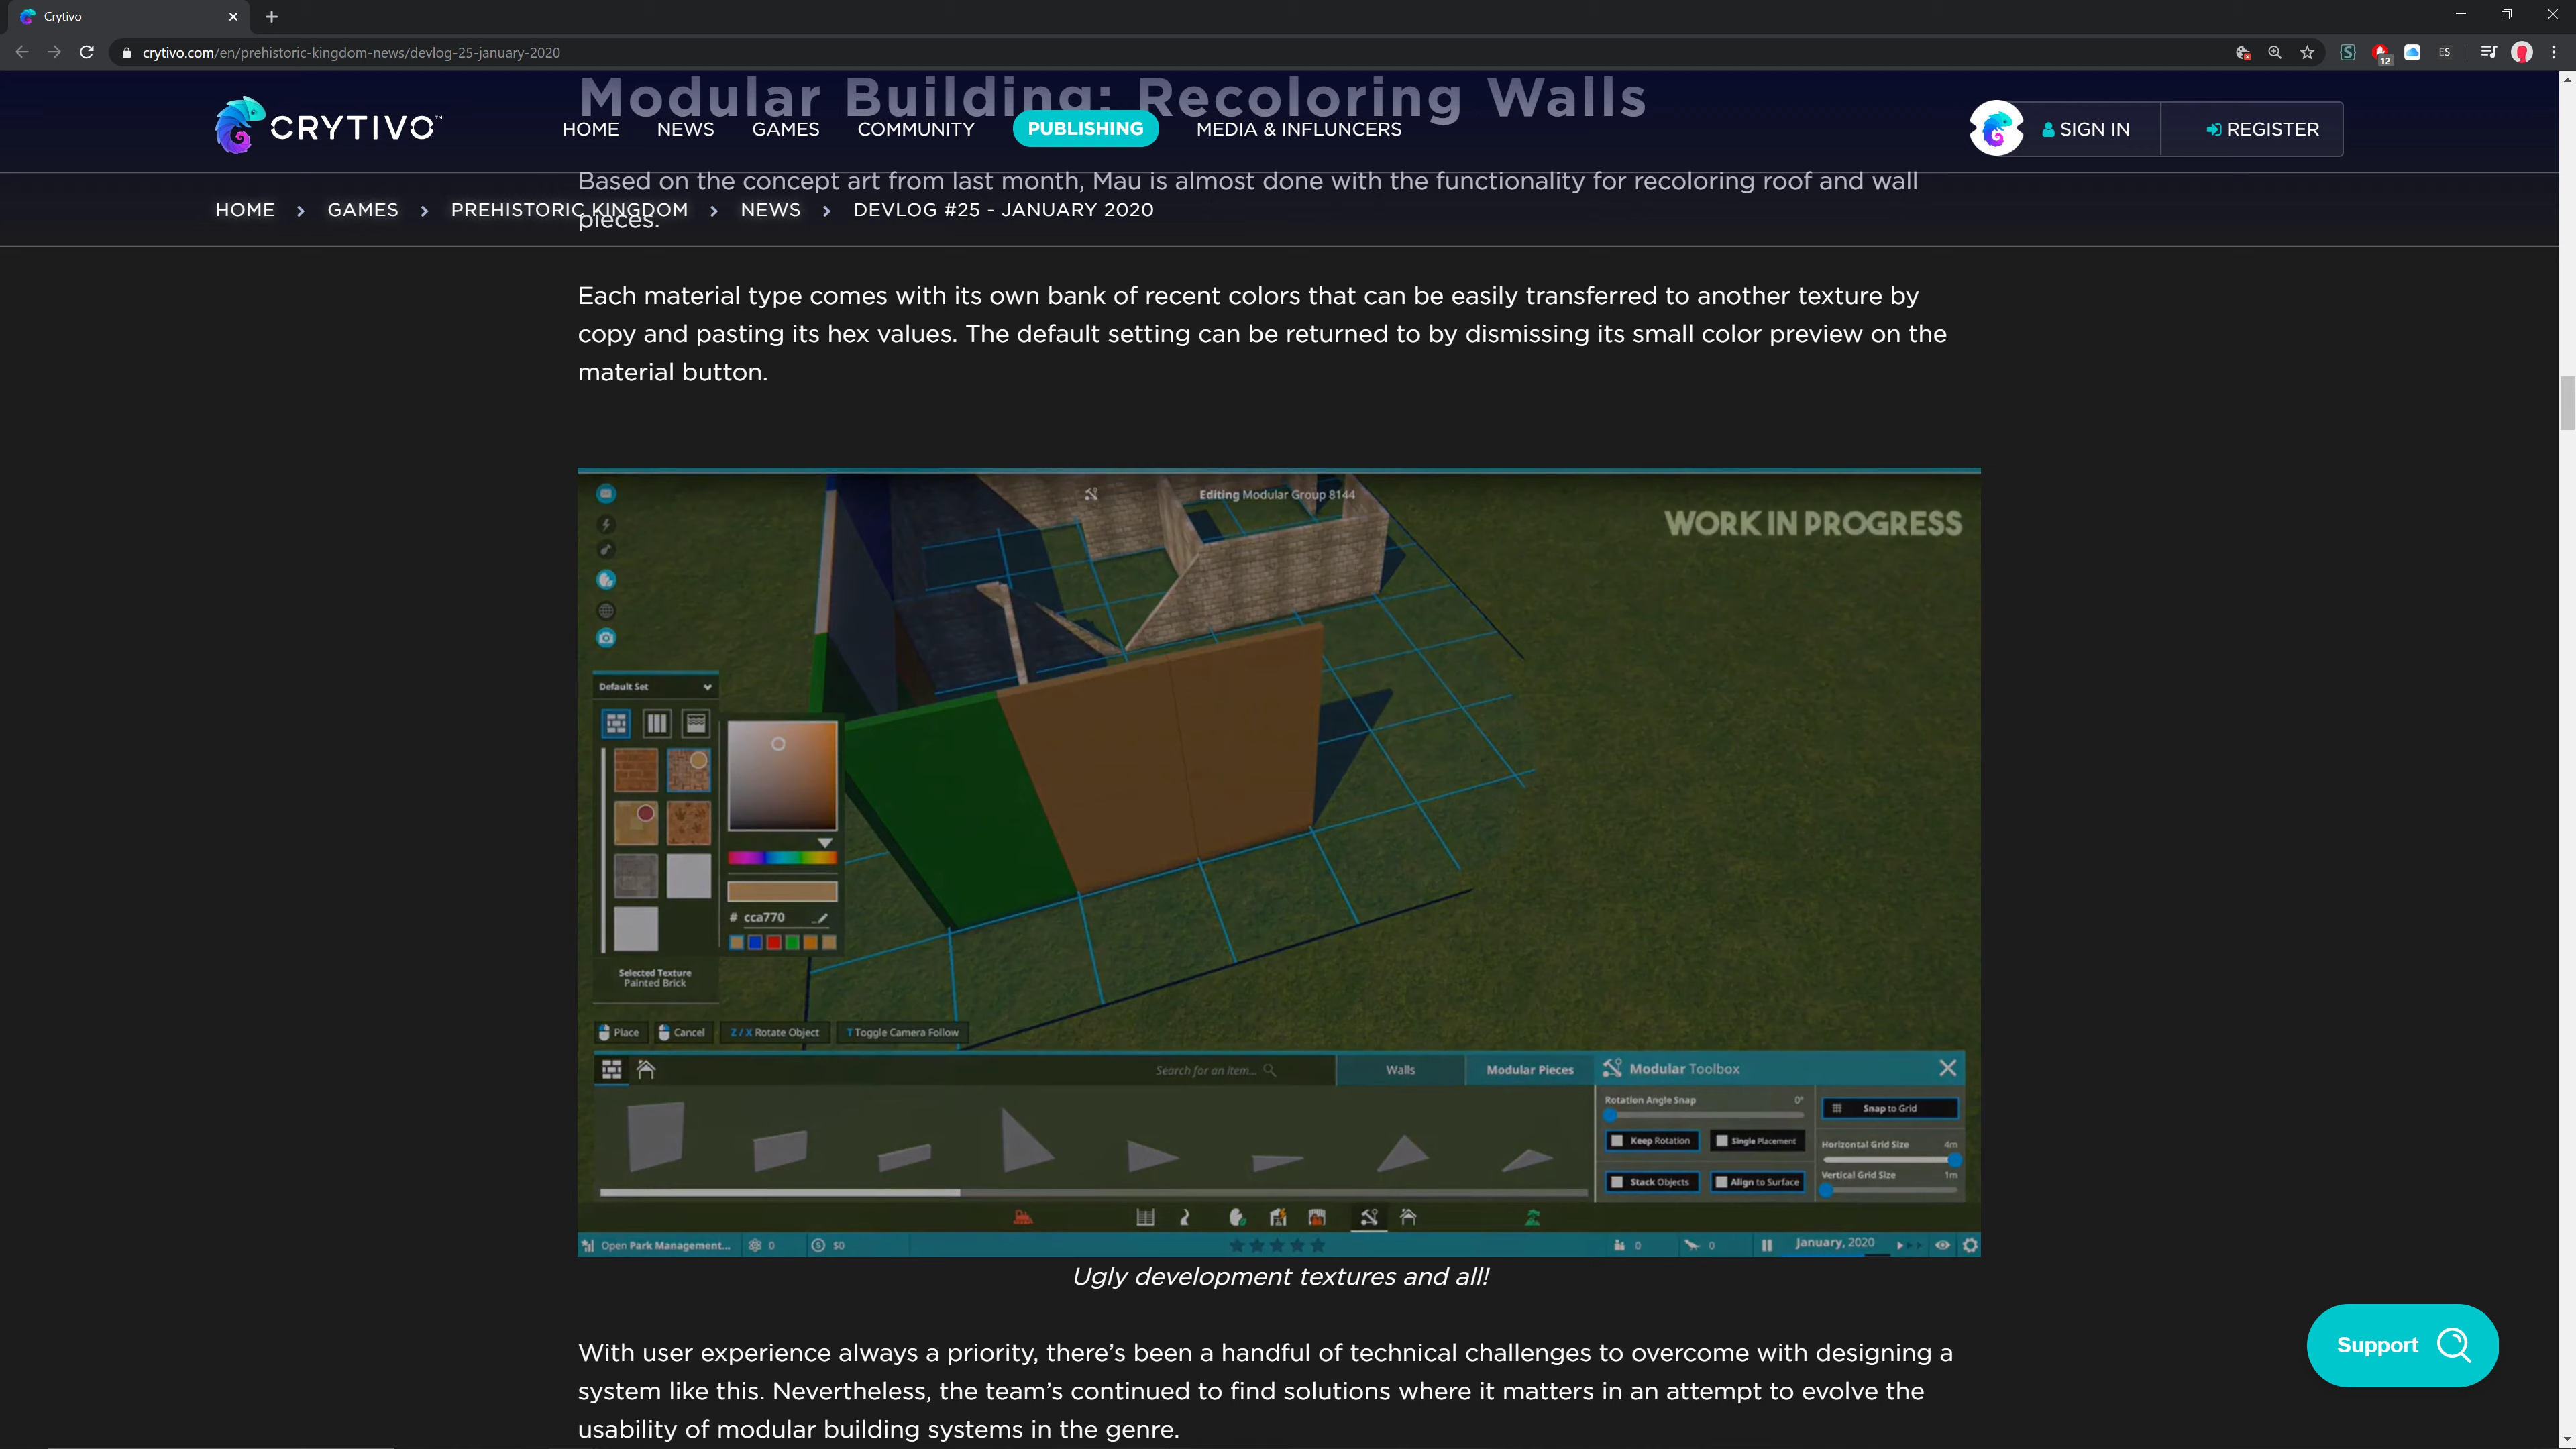 Crytivo
crytivo.com/en/prehistoric-kingdom-news/devlog-25-january-2020
12
ES
Modular Building: Recoloring Walls
CRYTIVO™
HOME
NEWS
GAMES
COMMUNITY
PUBLISHING
MEDIA & INFLUNCERS
SIGN IN
REGISTER
Based on the concept art from last month, Mau is almost done with the functionality for recoloring roof and wall
pieces.
HOME > GAMES > PREHISTORIC KINGDOM > NEWS > DEVLOG #25 - JANUARY 2020
Each material type comes with its own bank of recent colors that can be easily transferred to another texture by
copy and pasting its hex values. The default setting can be returned to by dismissing its small color preview on the
material button.
Editing Modular Group 8144
WORK IN PROGRESS
Default Set
# cca770
Selected Texture
Painted Brick
Place
Cancel
Z / X Rotate Object
T Toggle Camera Follow
Search for an item...
Walls
Modular Pieces
Modular Toolbox
Rotation Angle Snap 0°
Snap to Grid
Keep Rotation
Single Placement
Horizontal Grid Size 4m
Stack Objects
Align to Surface
Vertical Grid Size 1m
Open Park Management...
0
$0
0
0
January, 2020
Ugly development textures and all!
With user experience always a priority, there's been a handful of technical challenges to overcome with designing a
system like this. Nevertheless, the team's continued to find solutions where it matters in an attempt to evolve the
usability of modular building systems in the genre.
Support